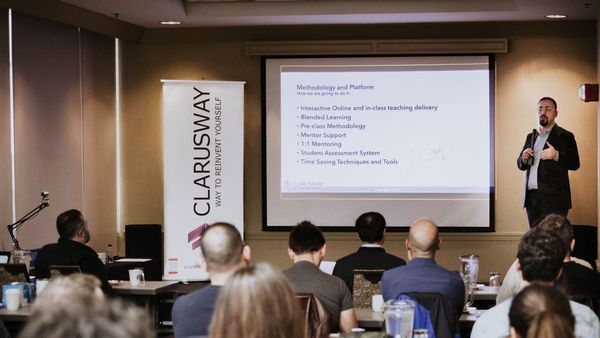 Methodology and Platform
How we are going to do it...
• Interactive Online and in-class teaching delivery
• Blended Learning
• Pre-class Methodology
• Mentor Support
• 1:1 Mentoring
• Student Assessment System
• Time Saving Techniques and Tools
CLARUSWAY
CLARUSWAY
WAY TO REINVENT YOURSELF